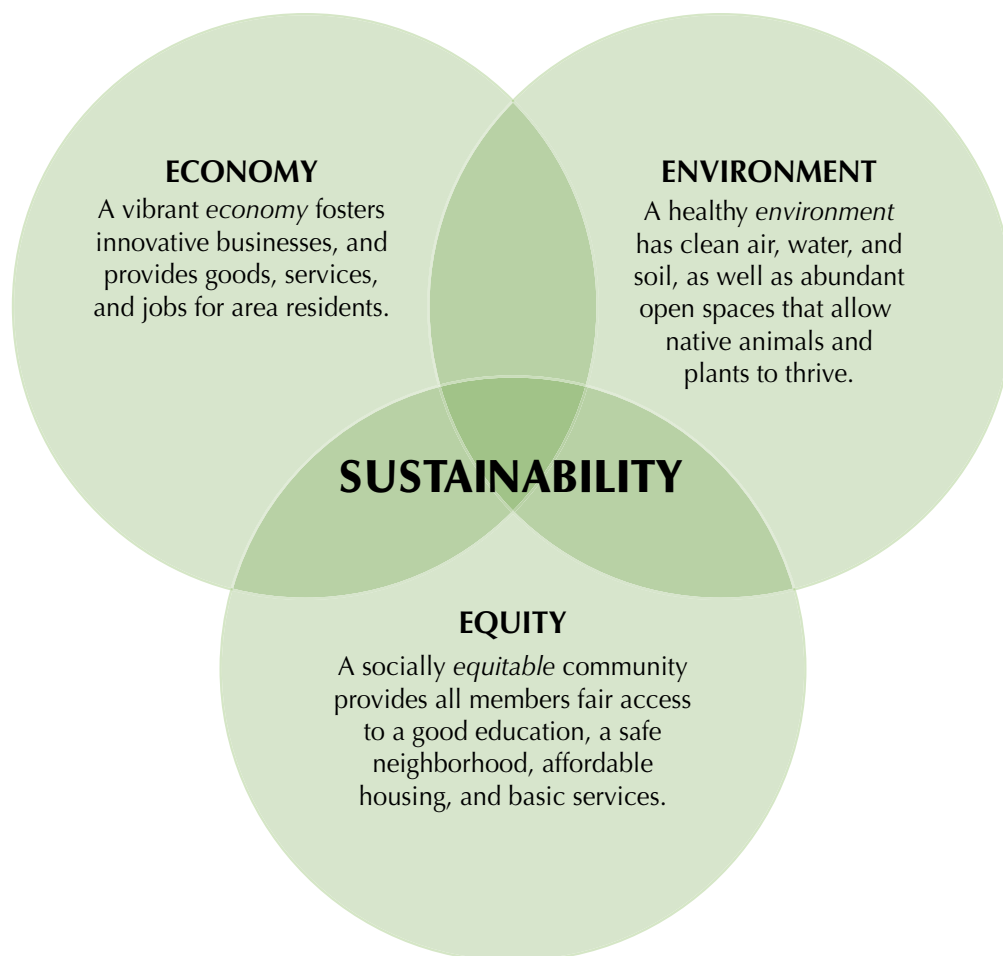 ECONOMY
A vibrant economy fosters
innovative businesses, and
provides goods, services,
and jobs for area residents.
ENVIRONMENT
A healthy environment
has clean air, water, and
soil, as well as abundant
open spaces that allow
native animals and
plants to thrive.
SUSTAINABILITY
EQUITY
A socially equitable community
provides all members fair access
to a good education, a safe
neighborhood, affordable
housing, and basic services.